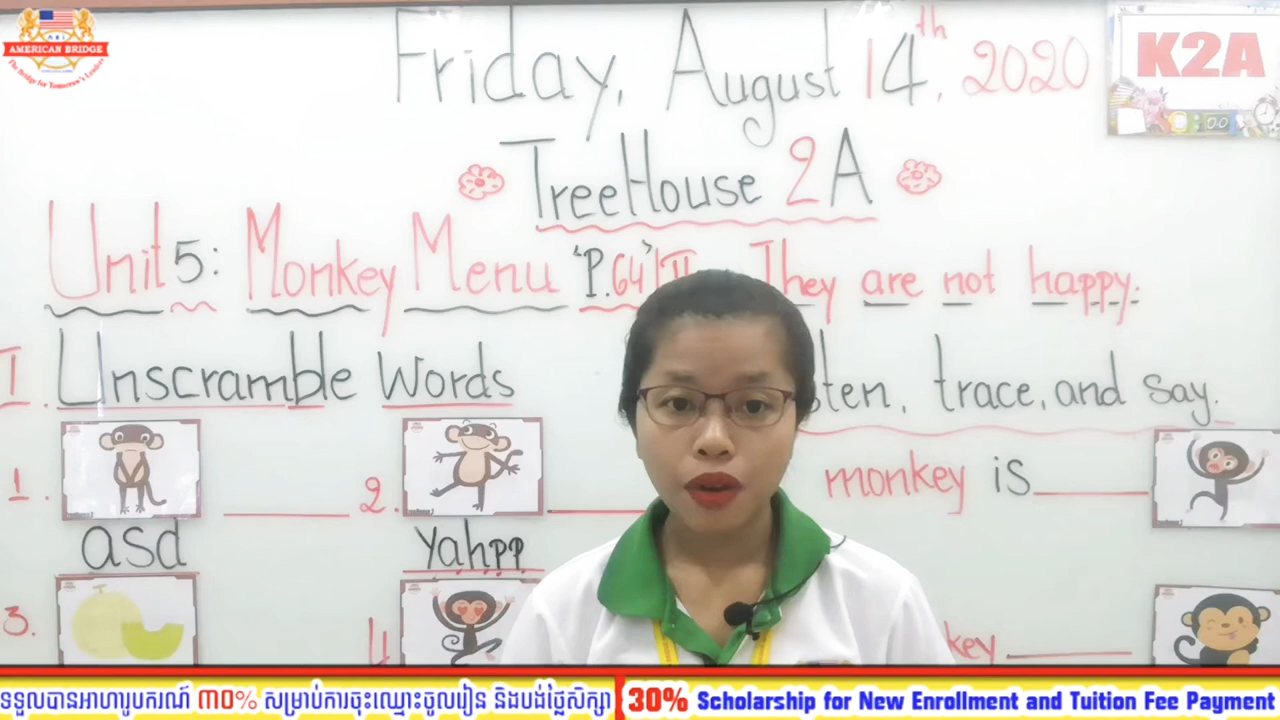 AMERICAN BRIDGE
The Bridge for Tomorrow's Leaders
K2A
Friday, August 14th, 2020
TreeHouse 2A
Unit 5: Monkey Menu "P.64" II They are not happy.
I. Unscramble Words
sten, trace, and say.
1. ______ 2. ______
monkey is ______
asd
yahpp
3.
4
key ______
ទទួលបានអាហារូបករណ៍ ៣០% សម្រាប់ការចុះឈ្មោះចូលរៀន និងបង់ថ្លៃសិក្សា
30% Scholarship for New Enrollment and Tuition Fee Payment